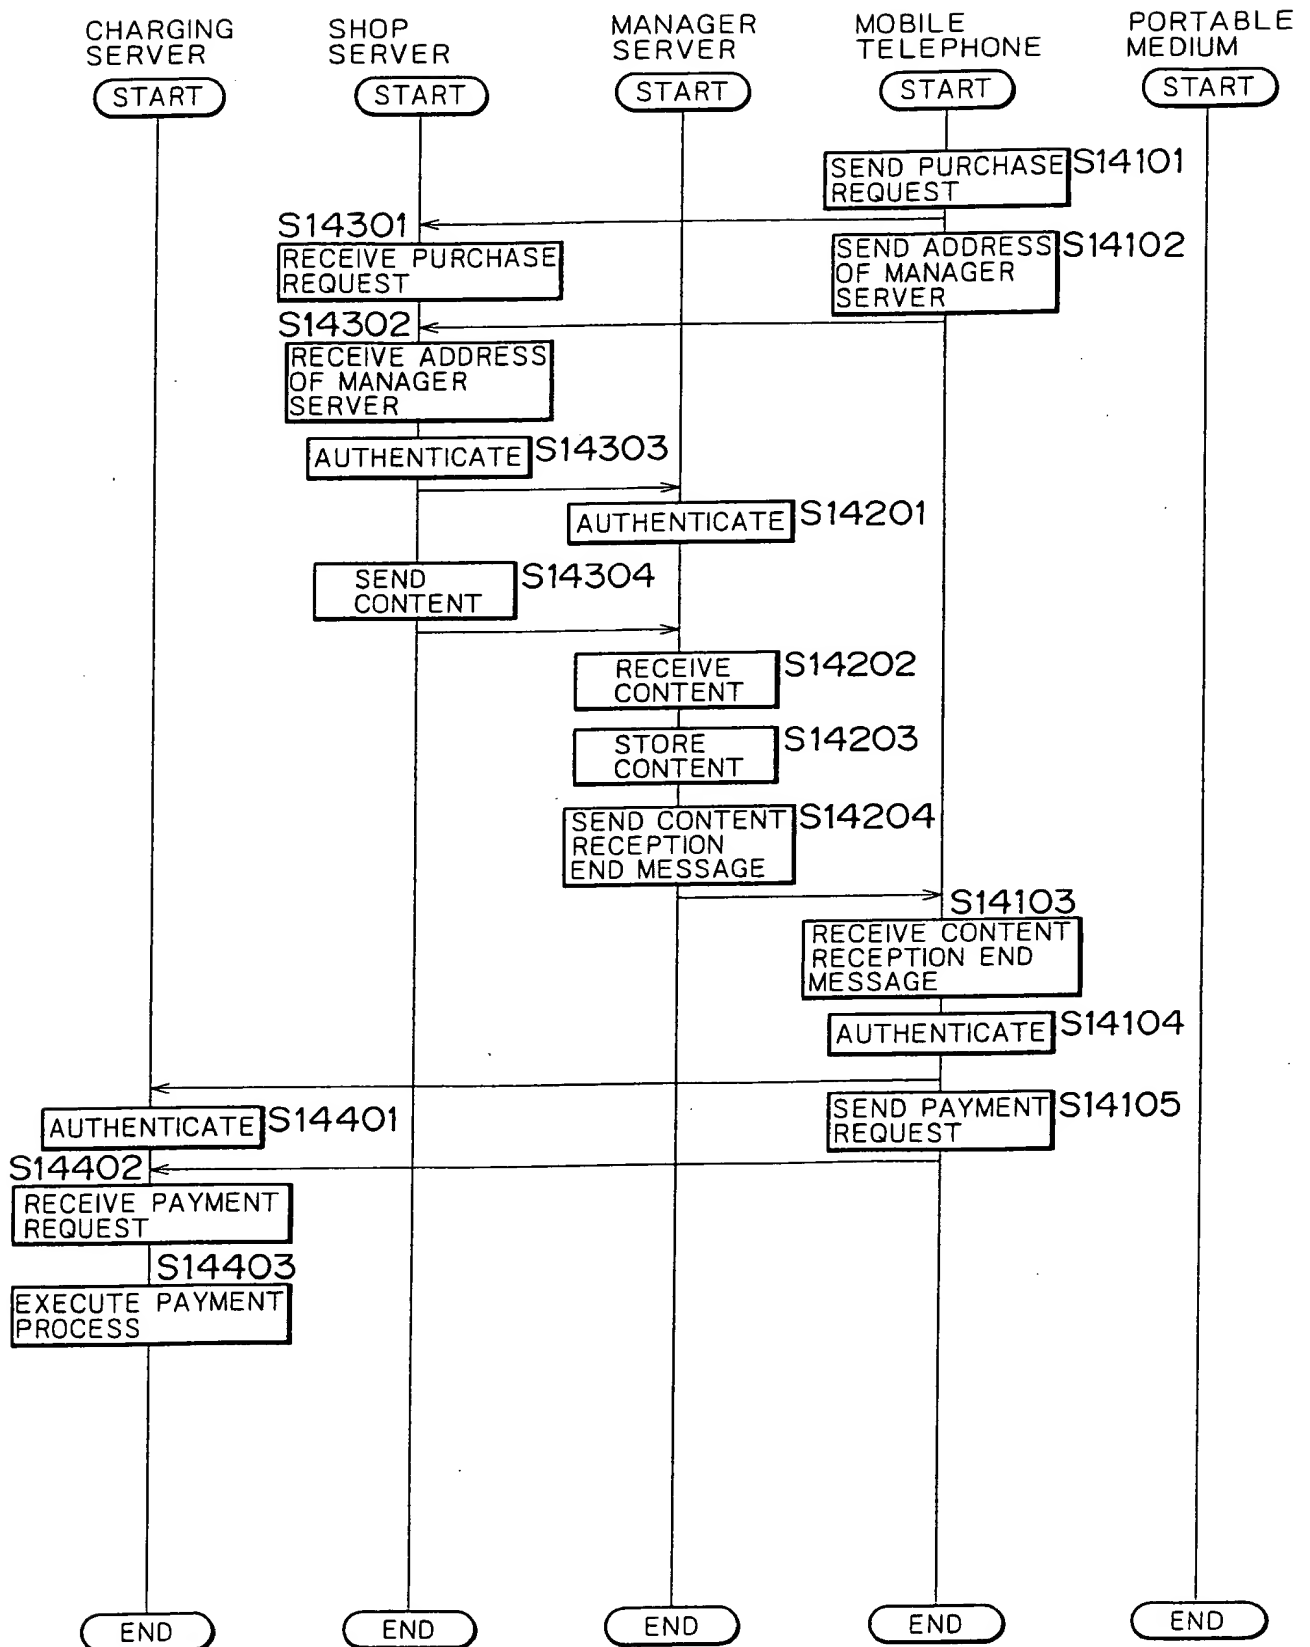 CHARGING
SERVER
SHOP
SERVER
MANAGER
SERVER
MOBILE
TELEPHONE
PORTABLE
MEDIUM
START
START
START
START
START
SEND PURCHASE
REQUEST
S14101
S14301
RECEIVE PURCHASE
REQUEST
SEND ADDRESS
OF MANAGER
SERVER
S14102
S14302
RECEIVE ADDRESS
OF MANAGER
SERVER
AUTHENTICATE
S14303
AUTHENTICATE
S14201
SEND
CONTENT
S14304
RECEIVE
CONTENT
S14202
STORE
CONTENT
S14203
SEND CONTENT
RECEPTION
END MESSAGE
S14204
S14103
RECEIVE CONTENT
RECEPTION END
MESSAGE
AUTHENTICATE
S14104
AUTHENTICATE
S14401
SEND PAYMENT
REQUEST
S14105
S14402
RECEIVE PAYMENT
REQUEST
S14403
EXECUTE PAYMENT
PROCESS
END
END
END
END
END